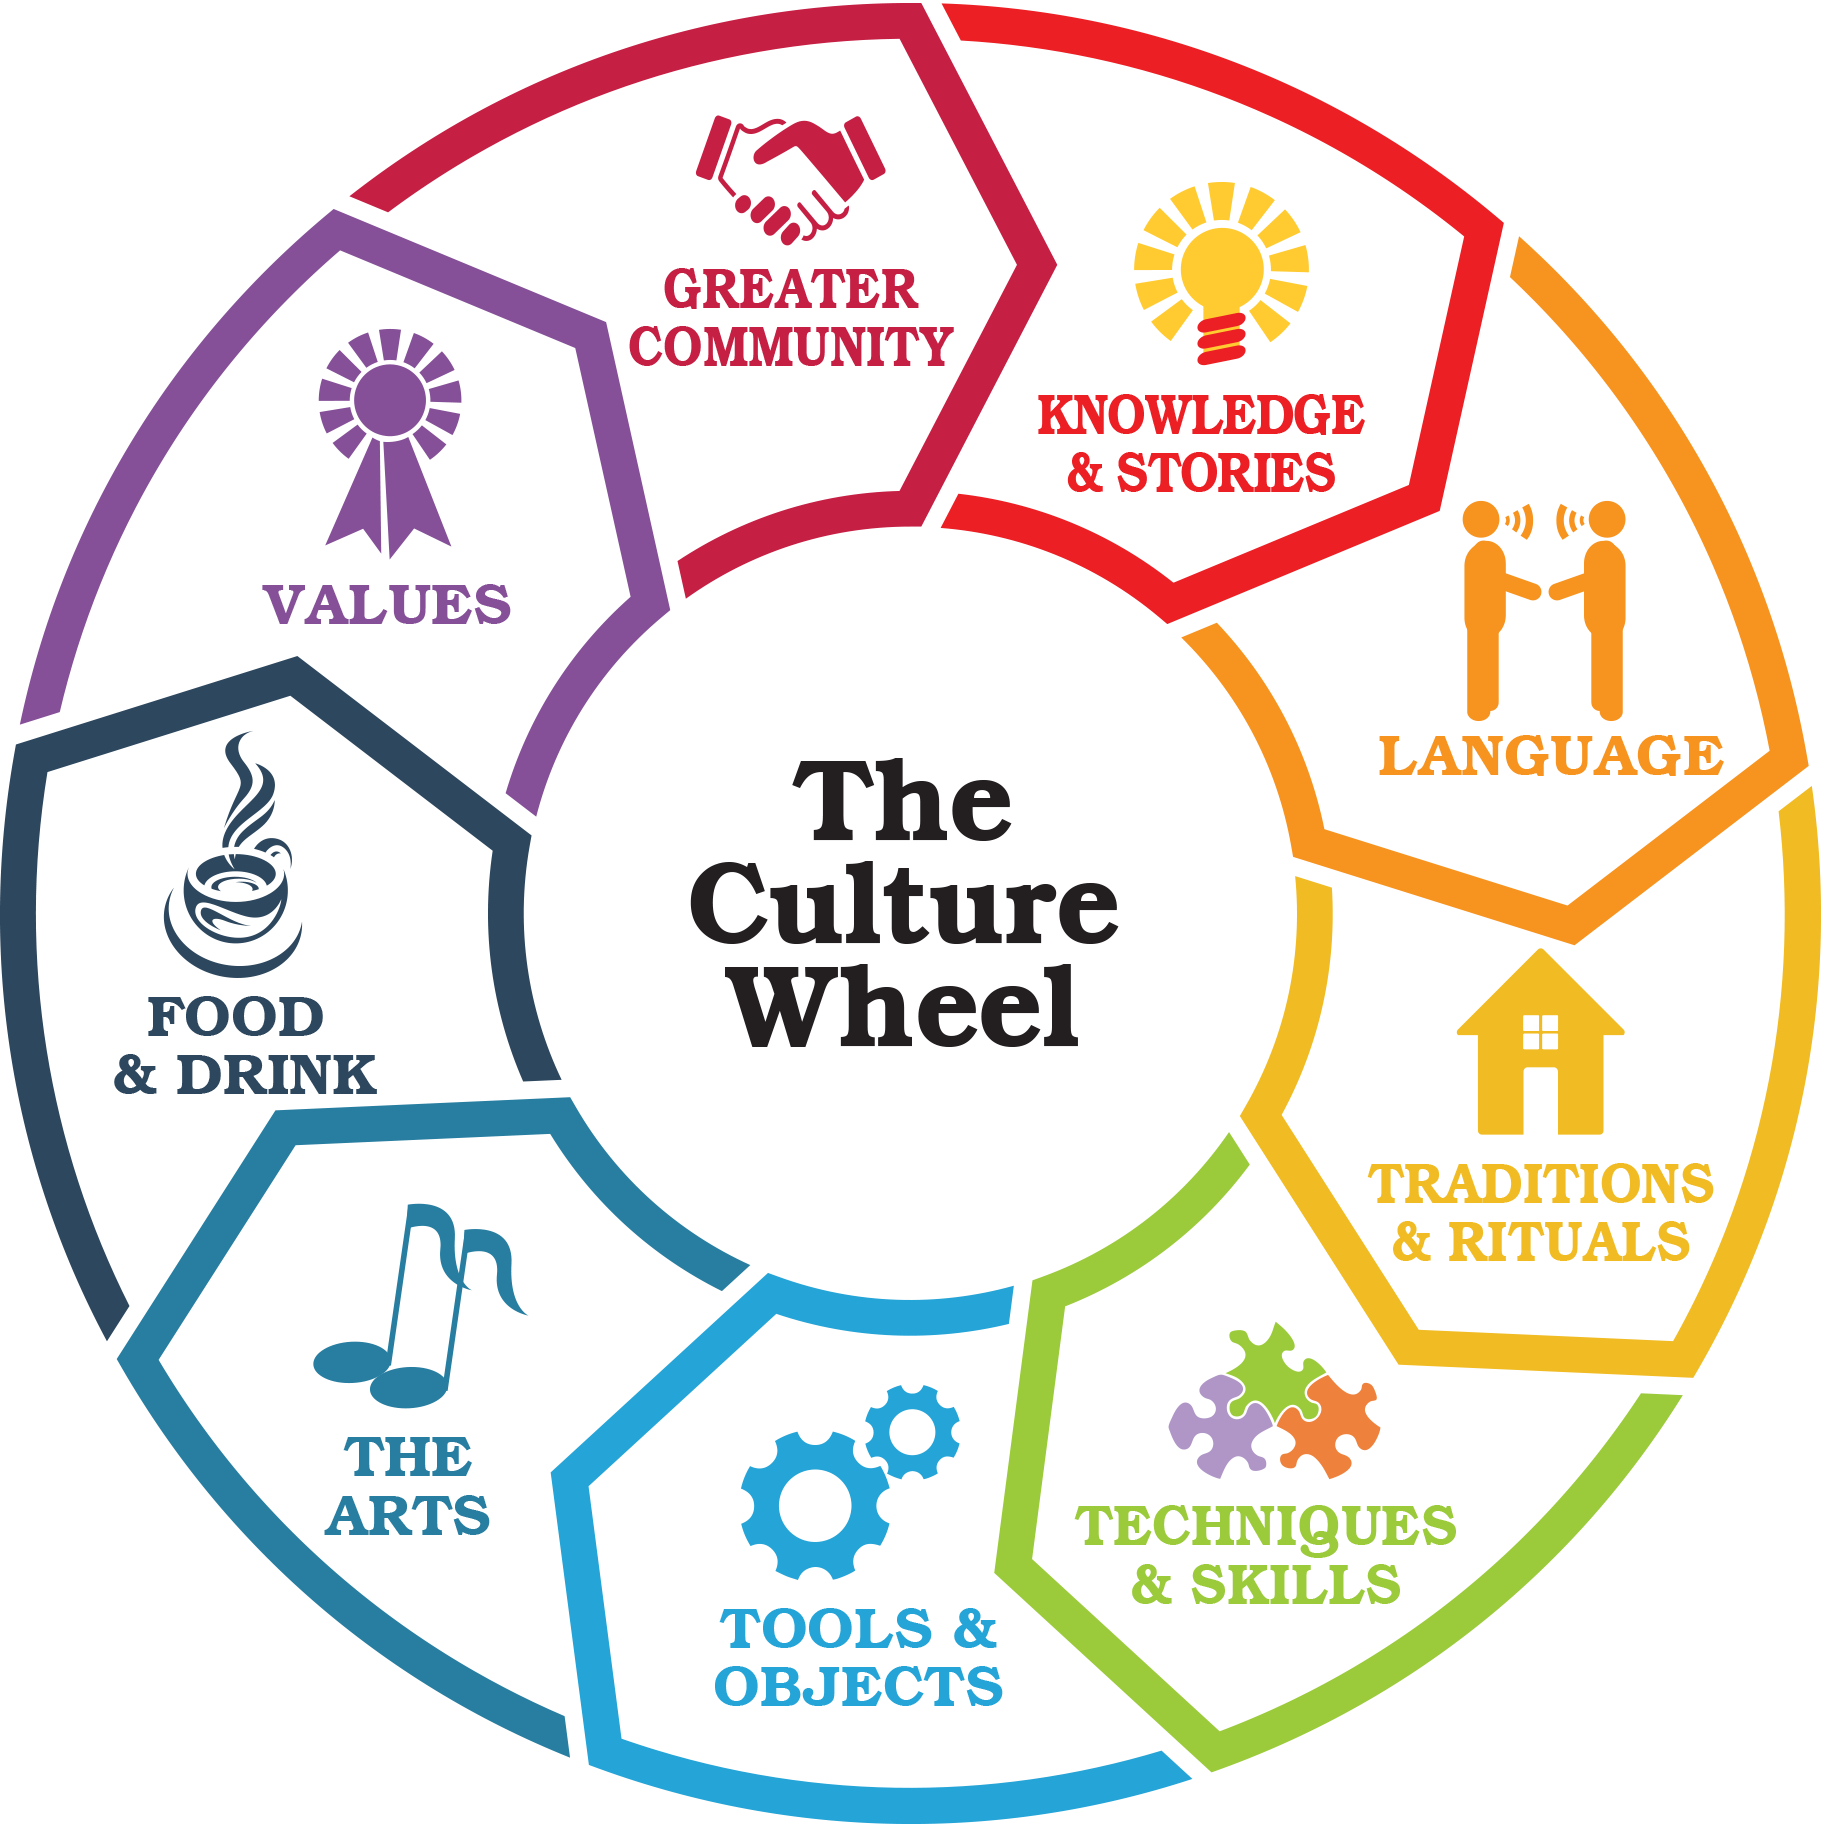 The
Culture
Wheel
GREATER
COMMUNITY
KNOWLEDGE
& STORIES
LANGUAGE
TRADITIONS
& RITUALS
TECHNIQUES
& SKILLS
TOOLS &
OBJECTS
THE
ARTS
FOOD
& DRINK
VALUES